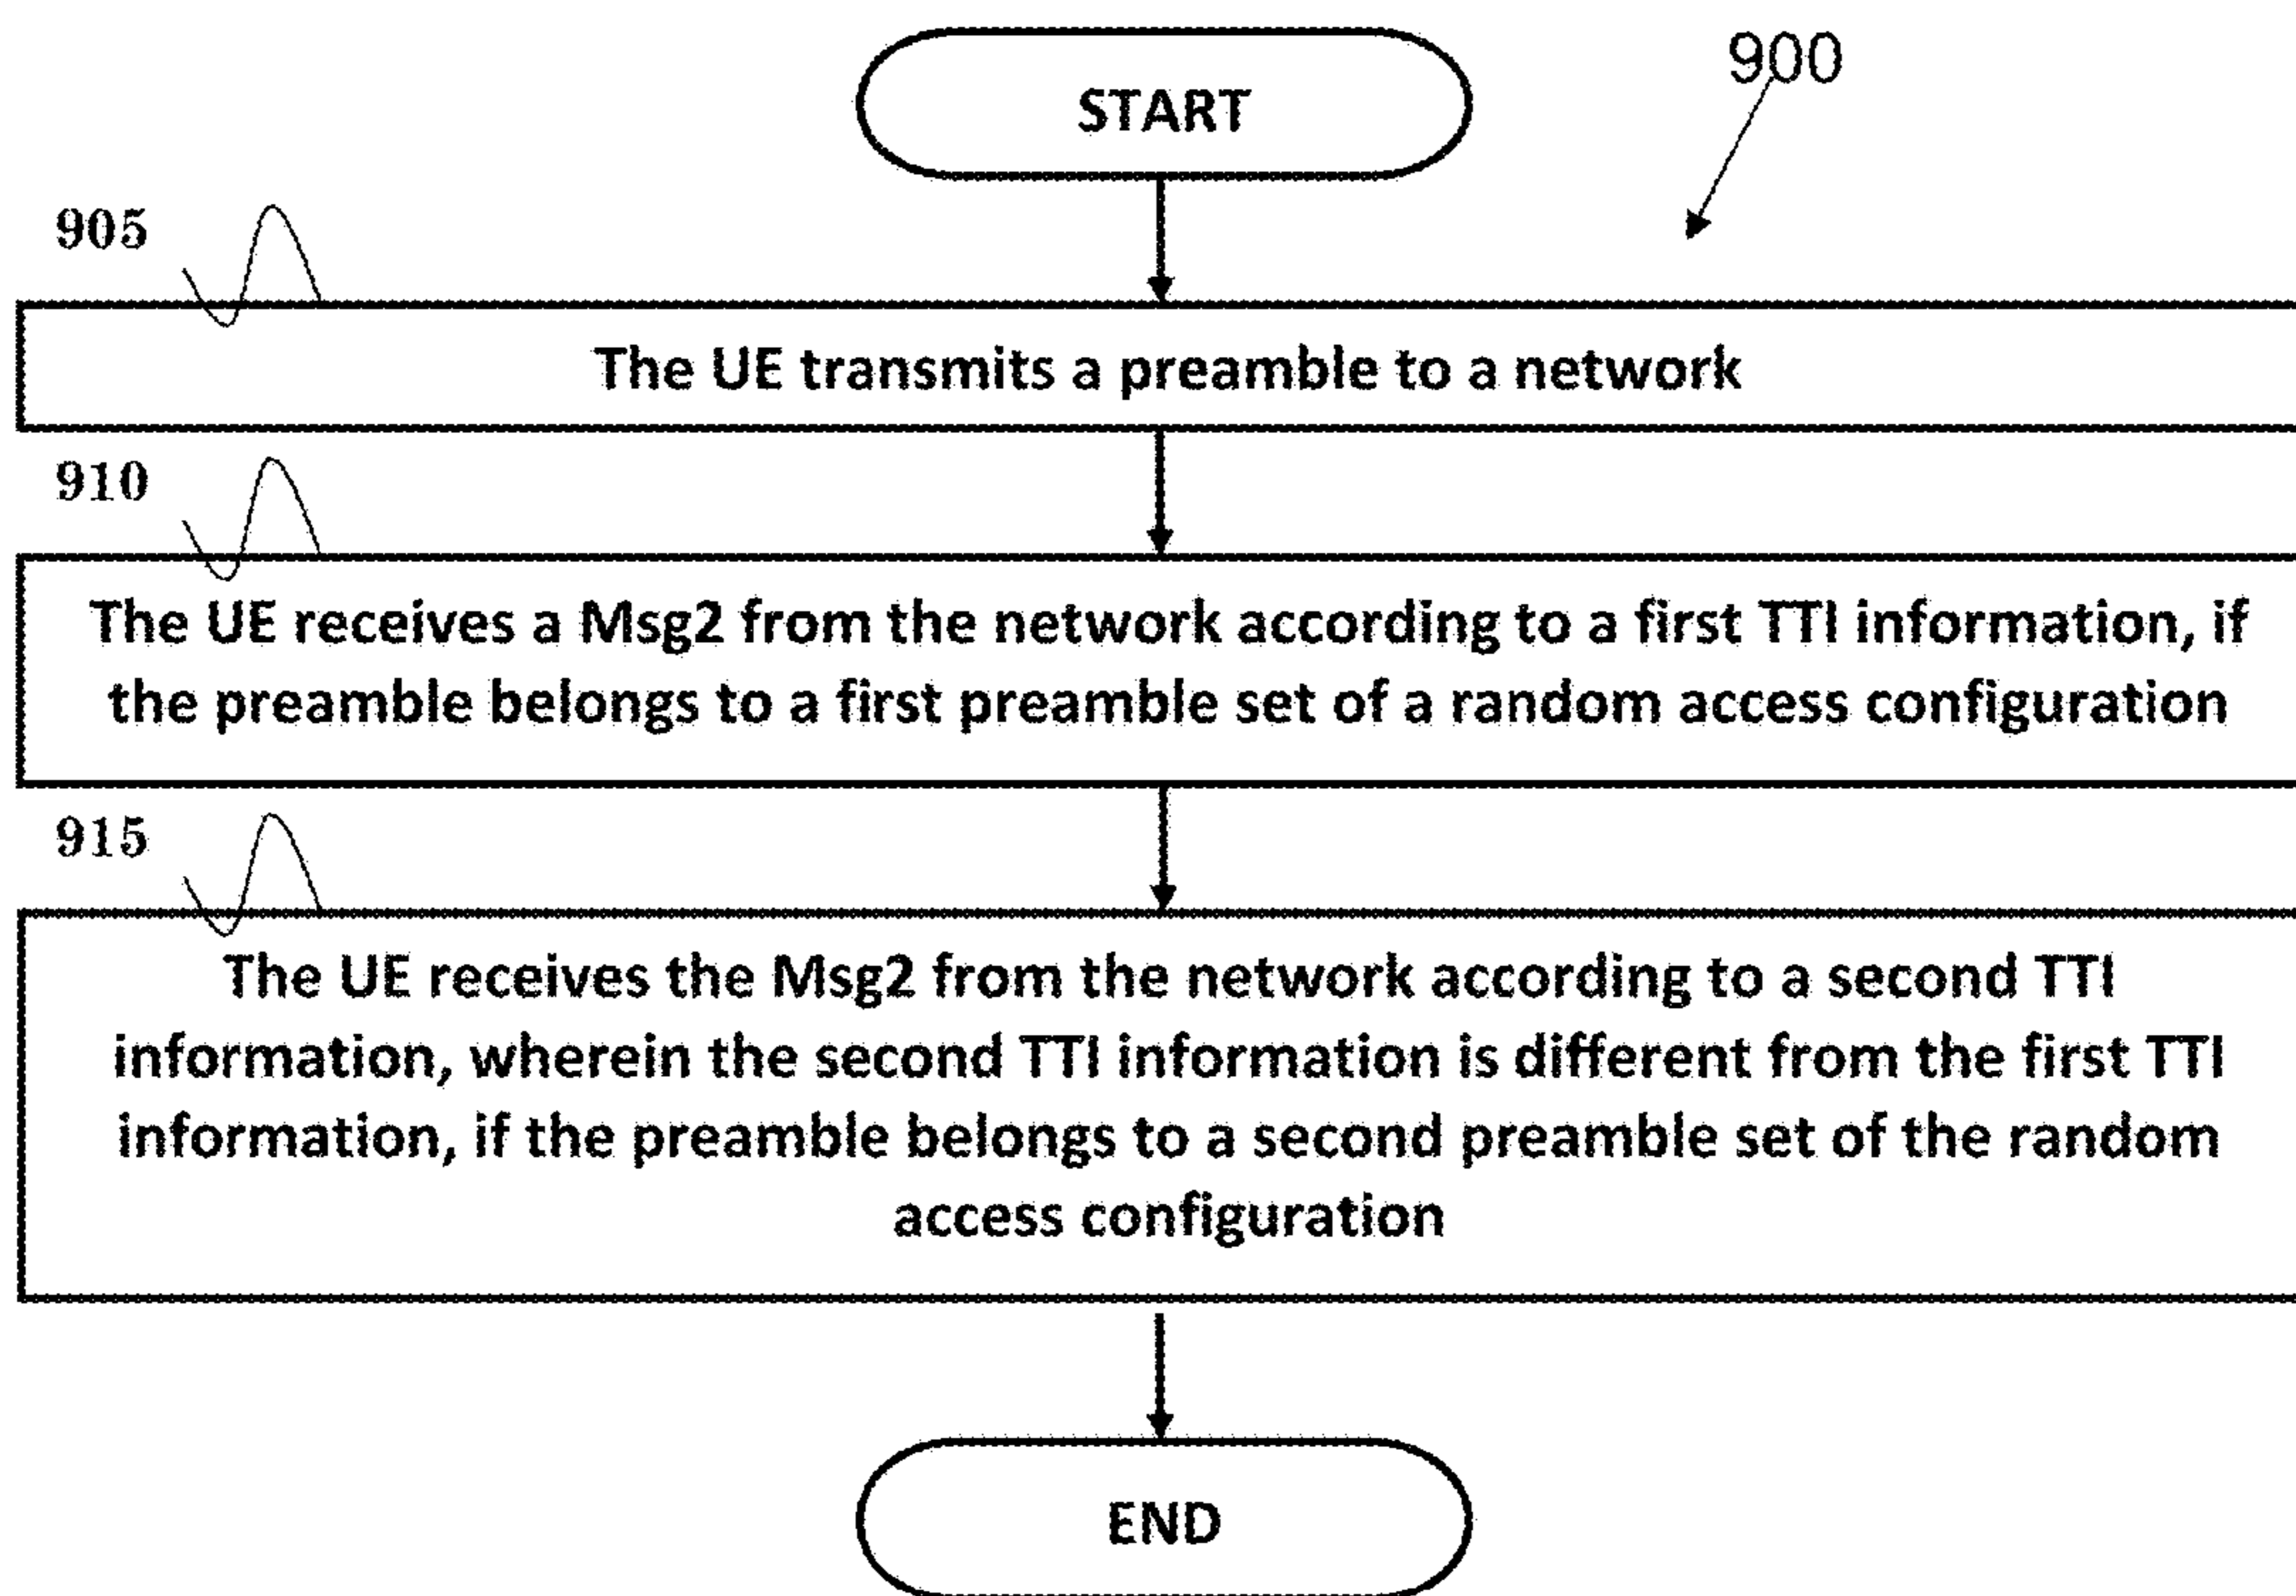 START
900
905
The UE transmits a preamble to a network
910
The UE receives a Msg2 from the network according to a first TTI information, if
the preamble belongs to a first preamble set of a random access configuration
915
The UE receives the Msg2 from the network according to a second TTI
information, wherein the second TTI information is different from the first TTI
information, if the preamble belongs to a second preamble set of the random
access configuration
END